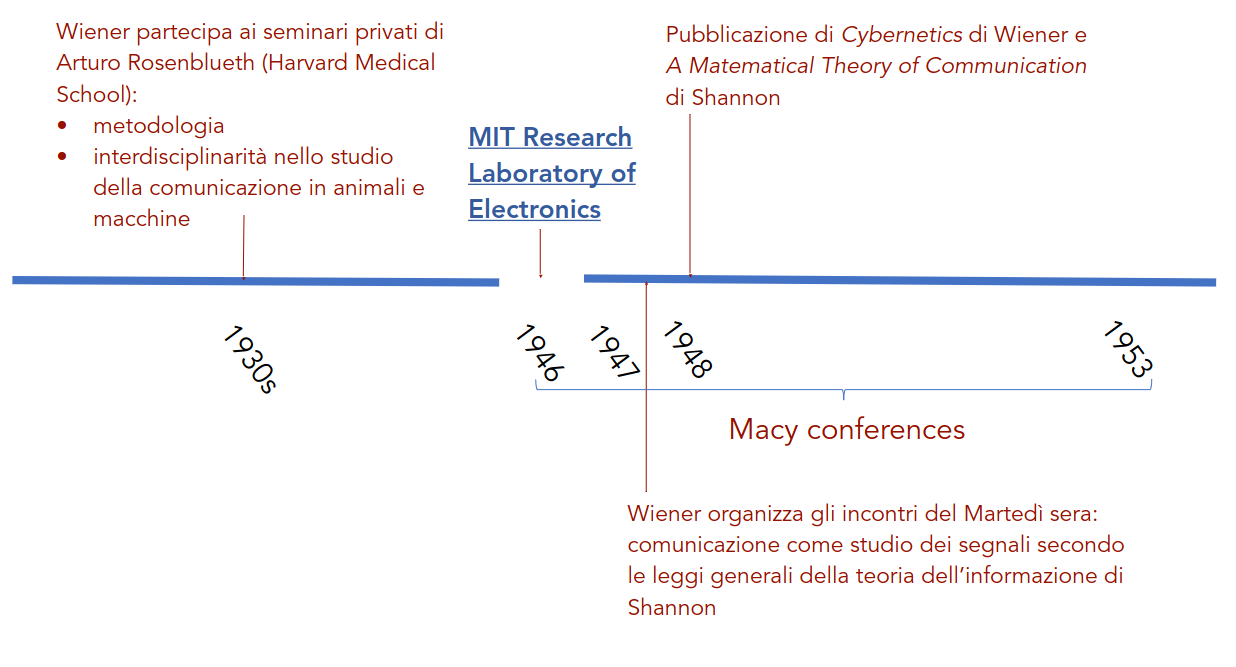 Wiener partecipa ai seminari privati di
Arturo Rosenblueth (Harvard Medical
School):
• metodologia
• interdisciplinarità nello studio
della comunicazione in animali e
macchine
MIT Research
Laboratory of
Electronics
Pubblicazione di Cybernetics di Wiener e
A Matematical Theory of Communication
di Shannon
1930s
1946
1947
1948
1953
Macy conferences
Wiener organizza gli incontri del Martedì sera:
comunicazione come studio dei segnali secondo
le leggi generali della teoria dell’informazione di
Shannon